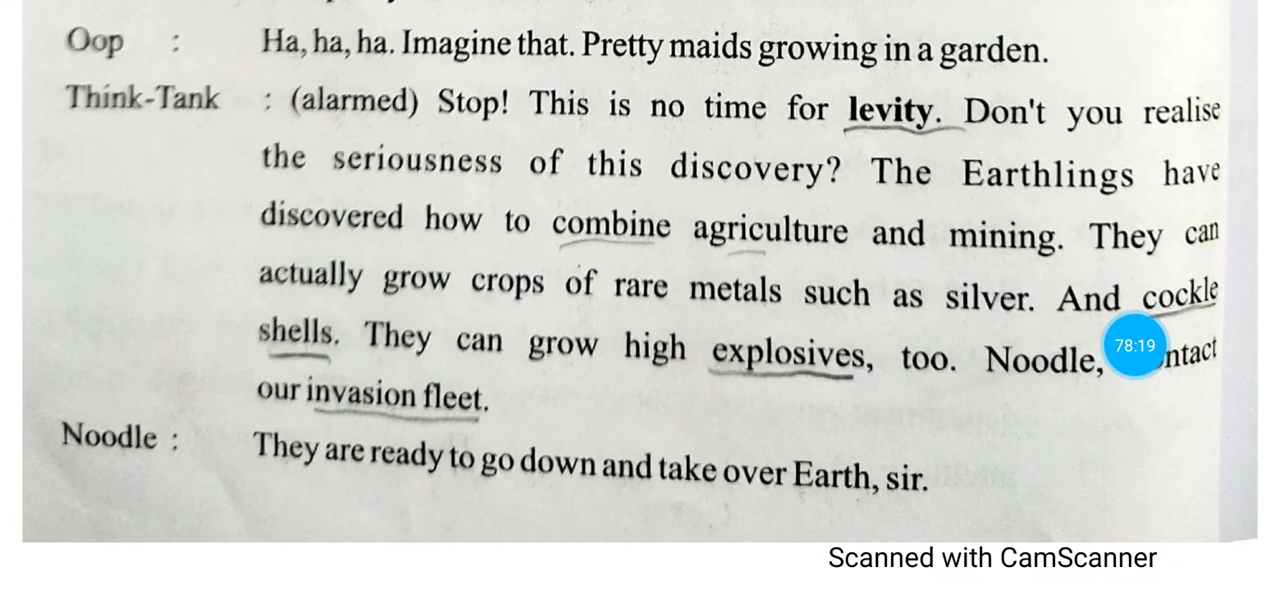 Oop : Ha, ha, ha. Imagine that. Pretty maids growing in a garden.
Think-Tank : (alarmed) Stop! This is no time for levity. Don't you realise
the seriousness of this discovery? The Earthlings have
discovered how to combine agriculture and mining. They can
actually grow crops of rare metals such as silver. And cockle
shells. They can grow high explosives, too. Noodle, 78:19 ntact
our invasion fleet.
Noodle : They are ready to go down and take over Earth, sir.
Scanned with CamScanner